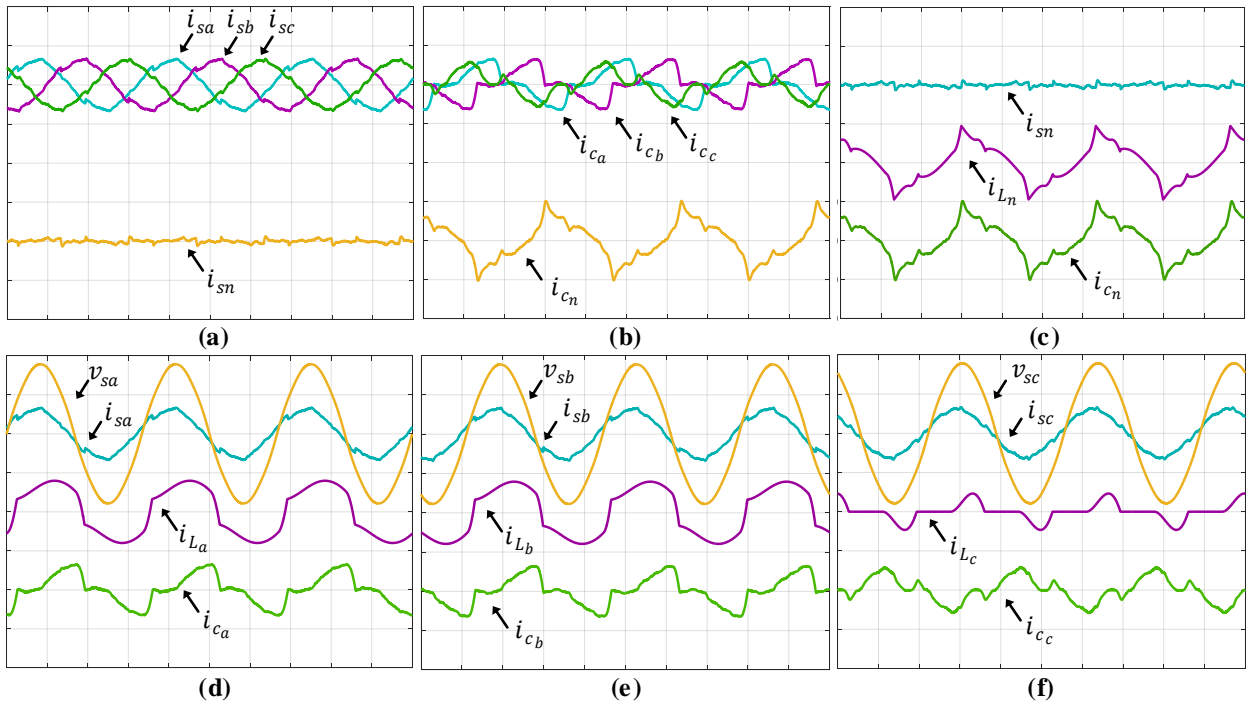 i_sa i_sb i_sc
i_sn
(a)
i_ca i_cb i_cc
i_cn
(b)
i_sn
i_Ln
i_cn
(c)
v_sa
i_sa
i_La
i_ca
(d)
v_sb
i_sb
i_Lb
i_cb
(e)
v_sc
i_sc
i_Lc
i_cc
(f)